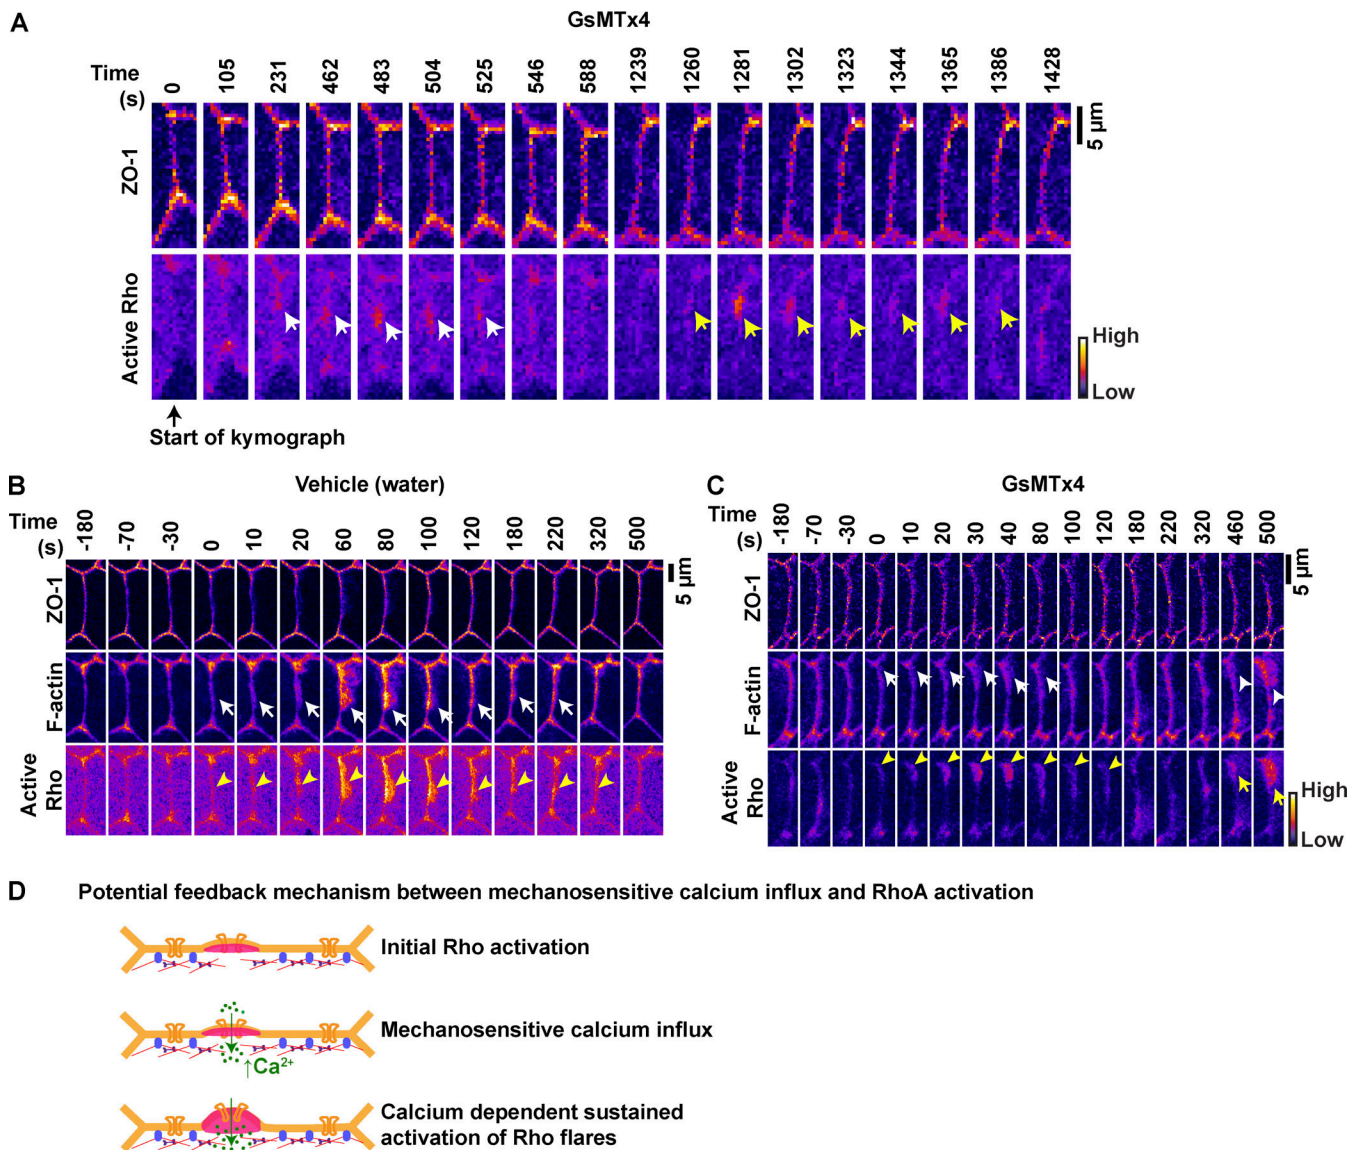 A
GsMTx4
Time (s)
0 105 231 462 483 504 525 546 588 1239 1260 1281 1302 1323 1344 1365 1386 1428
ZO-1
5 µm
Active Rho
High
Low
Start of kymograph
B
Vehicle (water)
Time (s)
-180 -70 -30 0 10 20 60 80 100 120 180 220 320 500
ZO-1
5 µm
F-actin
Active Rho
C
GsMTx4
Time (s)
-180 -70 -30 0 10 20 30 40 80 100 120 180 220 320 460 500
ZO-1
5 µm
F-actin
Active Rho
High
Low
D
Potential feedback mechanism between mechanosensitive calcium influx and RhoA activation
Initial Rho activation
Mechanosensitive calcium influx
↑Ca²⁺
Calcium dependent sustained
activation of Rho flares